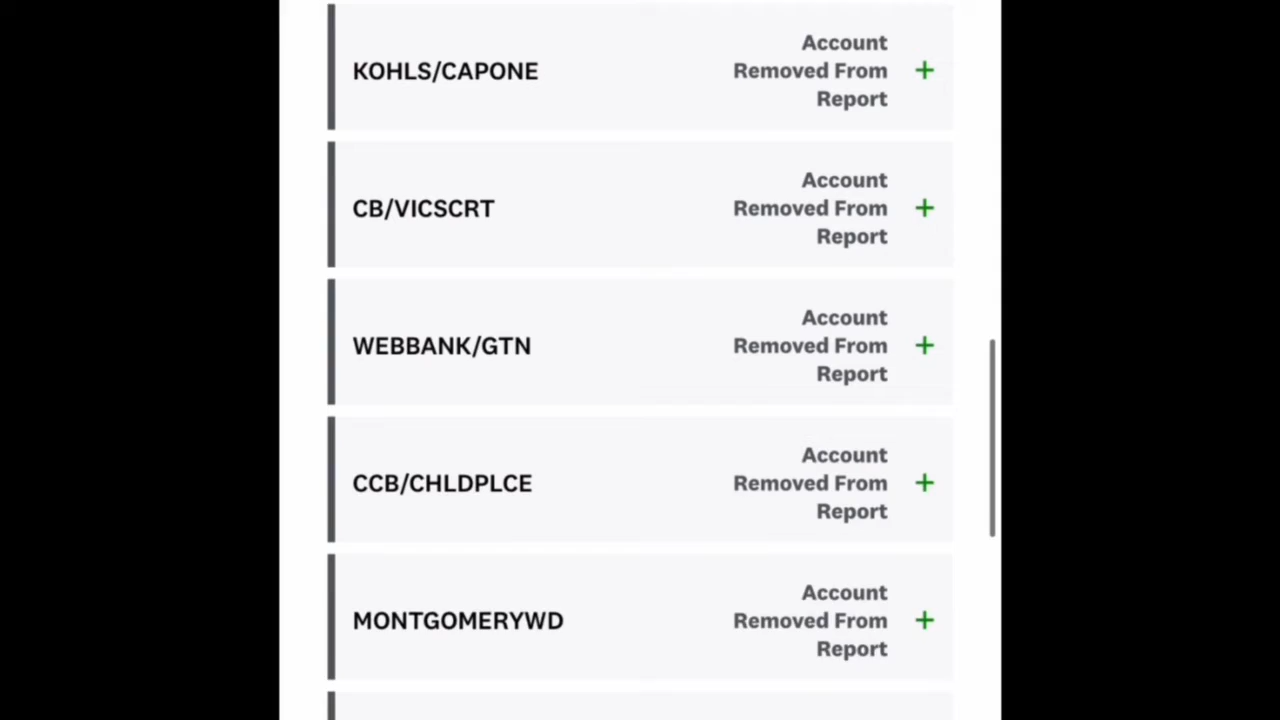 KOHLS/CAPONE
Account
Removed From
Report
+
CB/VICSCRT
Account
Removed From
Report
+
WEBBANK/GTN
Account
Removed From
Report
+
CCB/CHLDPLCE
Account
Removed From
Report
+
MONTGOMERYWD
Account
Removed From
Report
+